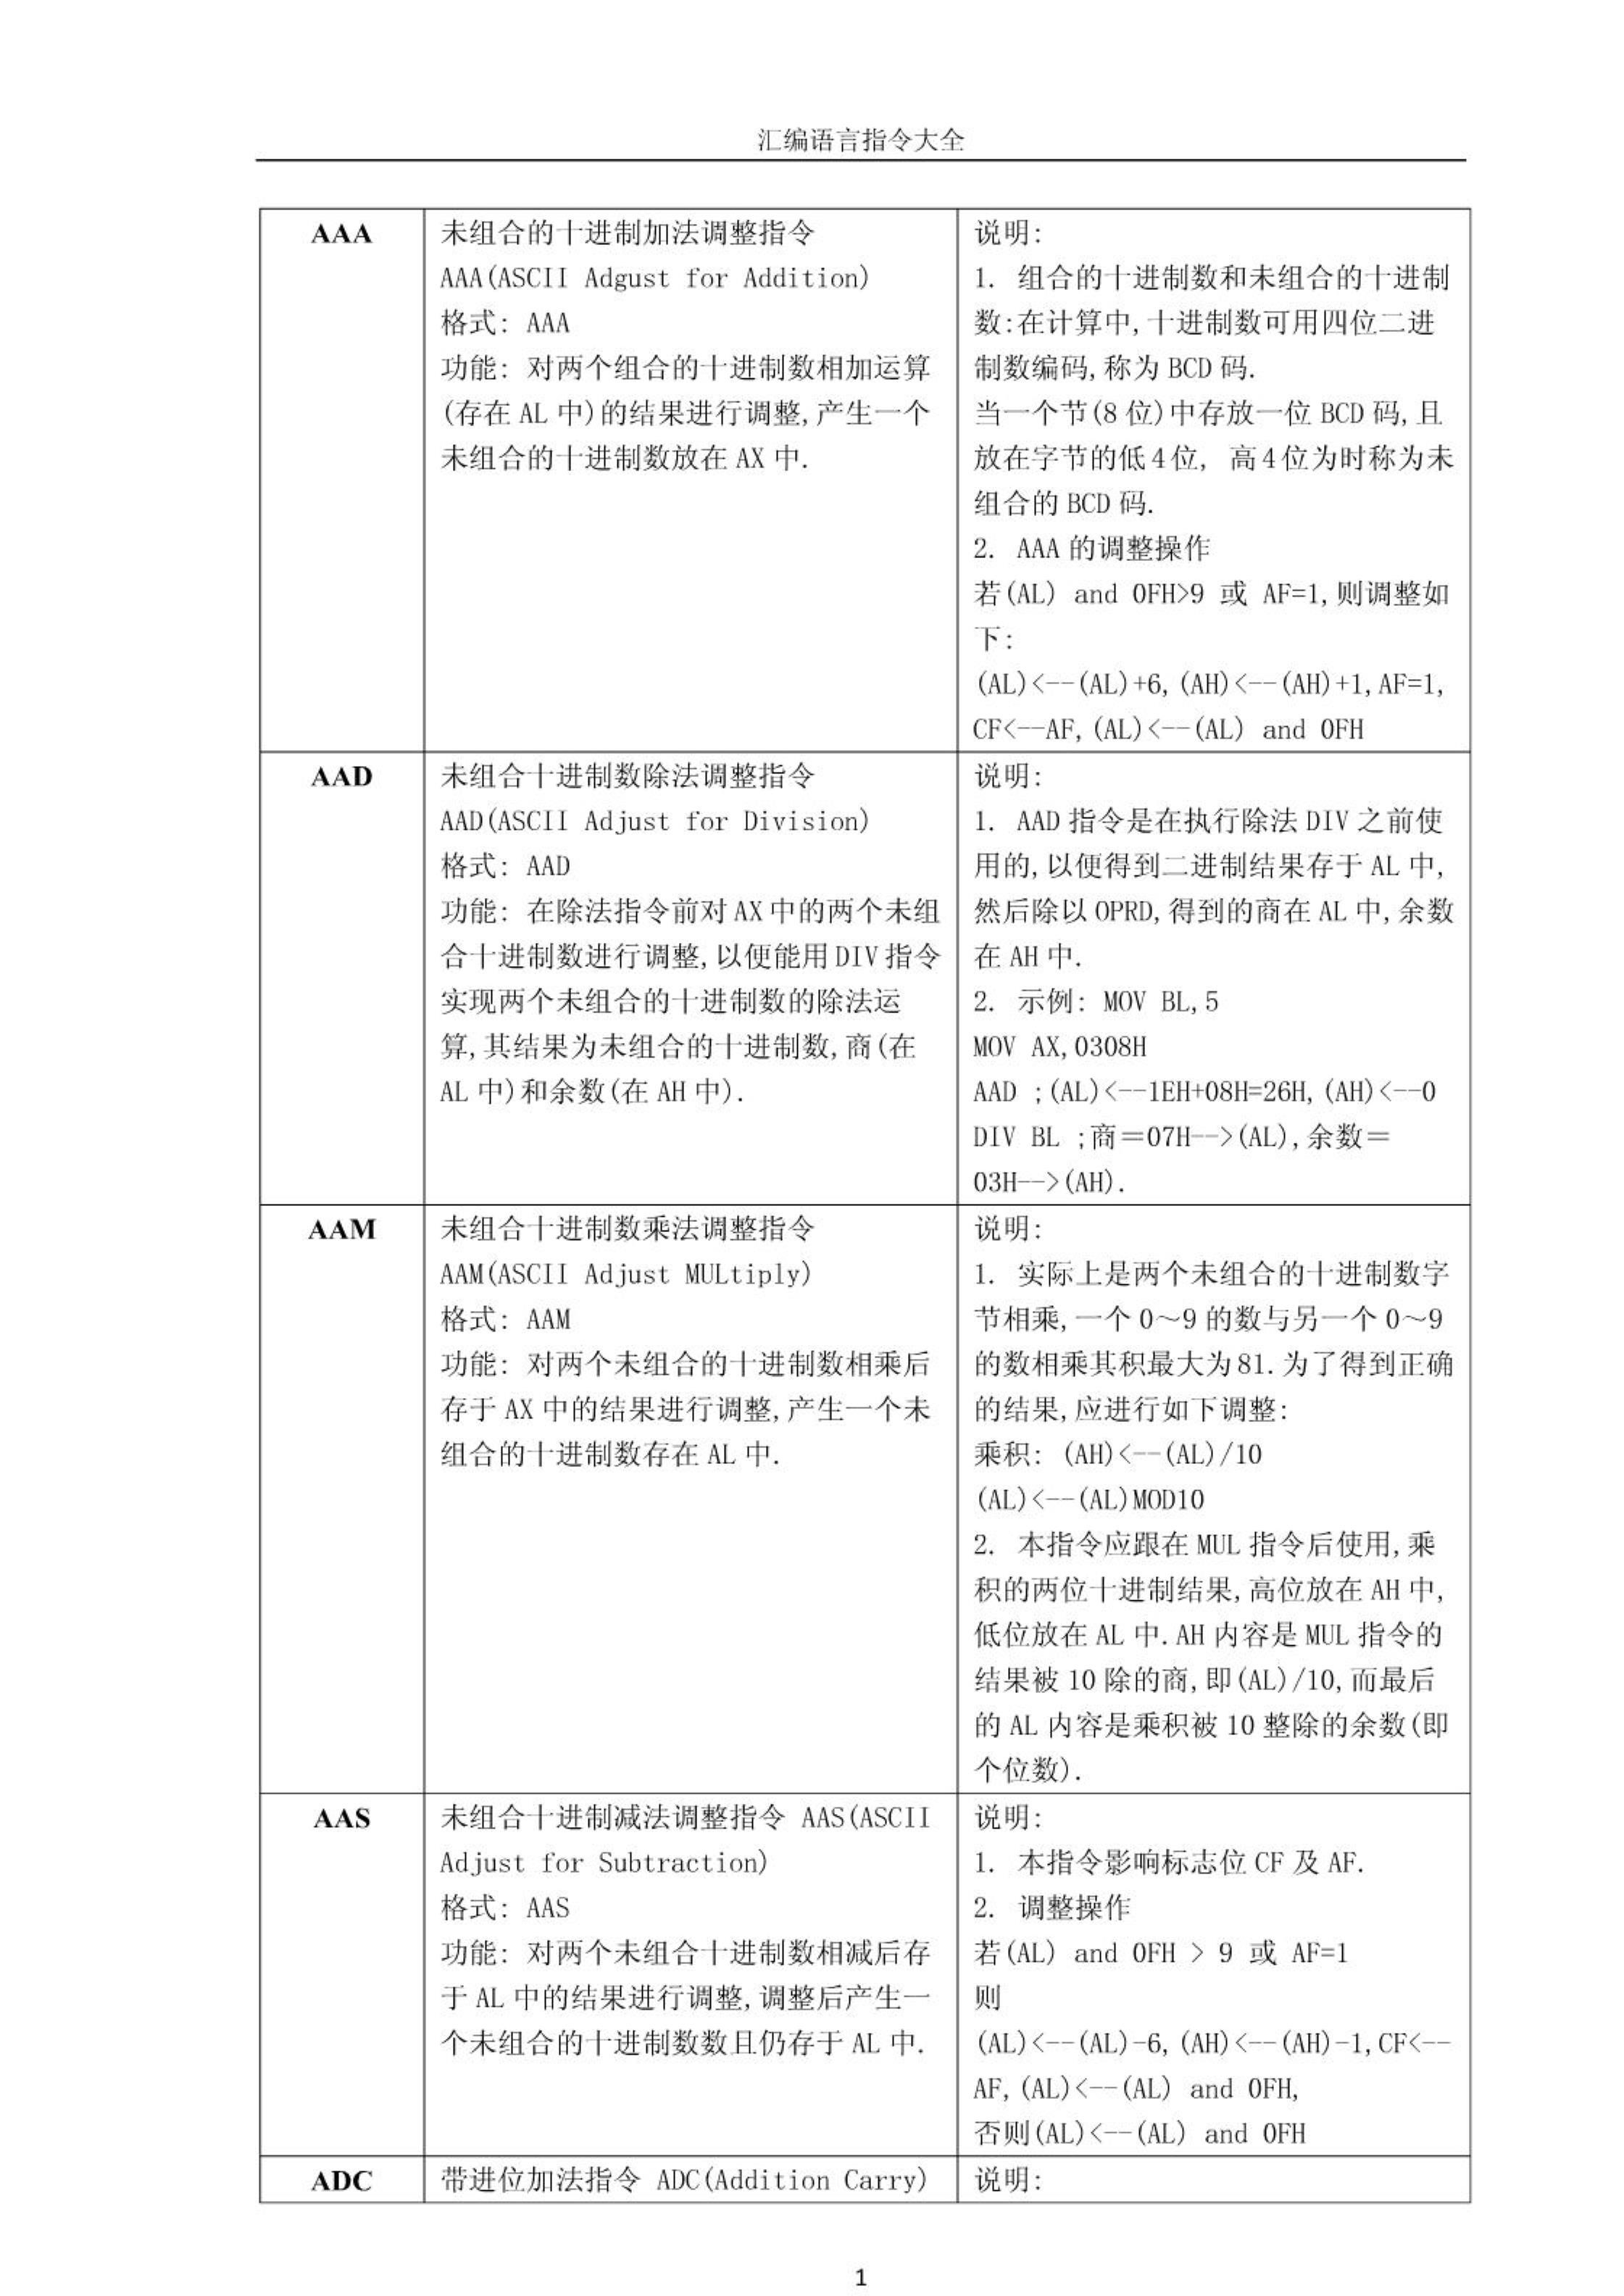 汇编语言指令大全
AAA
未组合的十进制加法调整指令
AAA(ASCII Adgust for Addition)
格式: AAA
功能: 对两个组合的十进制数相加运算
(存在 AL 中)的结果进行调整,产生一个
未组合的十进制数放在 AX 中.
说明:
1. 组合的十进制数和未组合的十进制
数:在计算中,十进制数可用四位二进
制数编码,称为 BCD 码.
当一个节(8 位)中存放一位 BCD 码,且
放在字节的低 4 位, 高 4 位为时称为未
组合的 BCD 码.
2. AAA 的调整操作
若(AL) and 0FH>9 或 AF=1,则调整如
下:
(AL)<--(AL)+6,(AH)<--(AH)+1,AF=1,
CF<--AF,(AL)<--(AL) and 0FH
AAD
未组合十进制数除法调整指令
AAD(ASCII Adjust for Division)
格式: AAD
功能: 在除法指令前对 AX 中的两个未组
合十进制数进行调整,以便能用 DIV 指令
实现两个未组合的十进制数的除法运
算,其结果为未组合的十进制数,商(在
AL 中)和余数(在 AH 中).
说明:
1. AAD 指令是在执行除法 DIV 之前使
用的,以便得到二进制结果存于 AL 中,
然后除以 OPRD,得到的商在 AL 中,余数
在 AH 中.
2. 示例: MOV BL,5
MOV AX,0308H
AAD ;(AL)<--1EH+08H=26H,(AH)<--0
DIV BL ;商＝07H-->(AL),余数＝
03H-->(AH).
AAM
未组合十进制数乘法调整指令
AAM(ASCII Adjust MULtiply)
格式: AAM
功能: 对两个未组合的十进制数相乘后
存于 AX 中的结果进行调整,产生一个未
组合的十进制数存在 AL 中.
说明:
1. 实际上是两个未组合的十进制数字
节相乘,一个 0～9 的数与另一个 0～9
的数相乘其积最大为 81.为了得到正确
的结果,应进行如下调整:
乘积: (AH)<--(AL)/10
(AL)<--(AL)MOD10
2. 本指令应跟在 MUL 指令后使用,乘
积的两位十进制结果,高位放在 AH 中,
低位放在 AL 中.AH 内容是 MUL 指令的
结果被 10 除的商,即(AL)/10,而最后
的 AL 内容是乘积被 10 整除的余数(即
个位数).
AAS
未组合十进制减法调整指令 AAS(ASCII
Adjust for Subtraction)
格式: AAS
功能: 对两个未组合十进制数相减后存
于 AL 中的结果进行调整,调整后产生一
个未组合的十进制数数且仍存于 AL 中.
说明:
1. 本指令影响标志位 CF 及 AF.
2. 调整操作
若(AL) and 0FH > 9 或 AF=1
则
(AL)<--(AL)-6,(AH)<--(AH)-1,CF<--
AF,(AL)<--(AL) and 0FH,
否则(AL)<--(AL) and 0FH
ADC
带进位加法指令 ADC(Addition Carry)
说明:
1